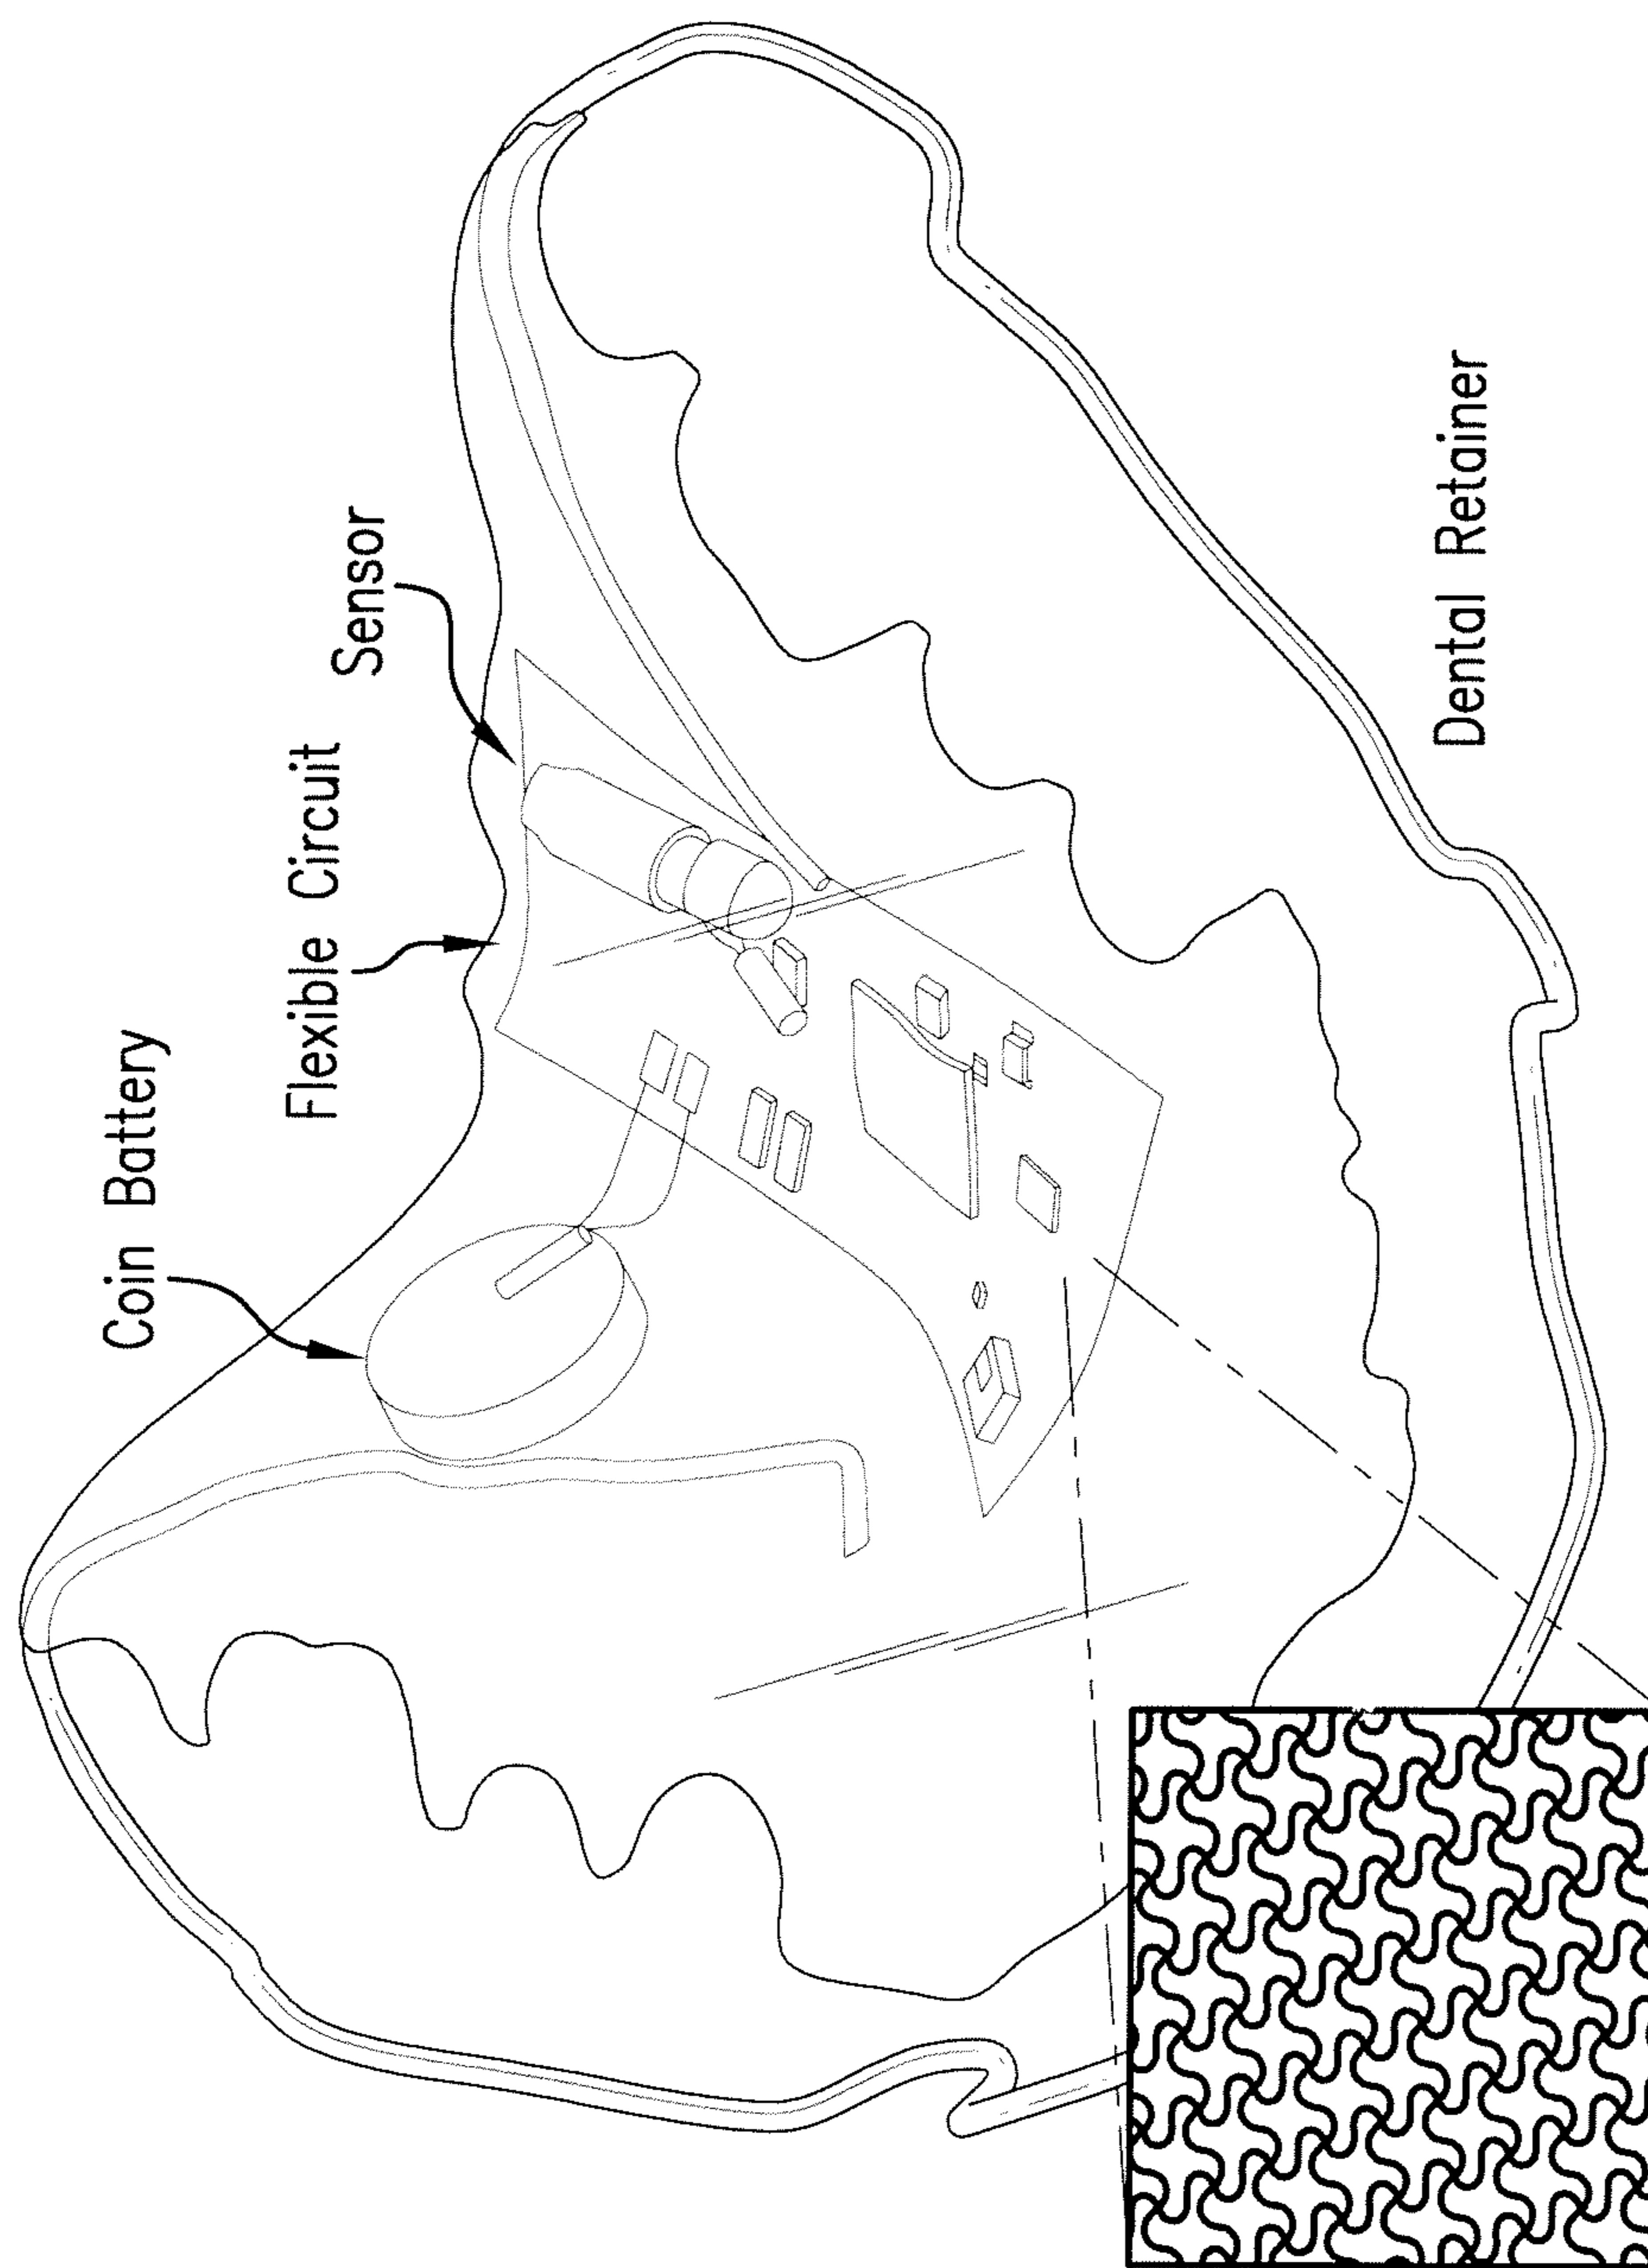 Coin Battery
Flexible Circuit
Sensor
Dental Retainer